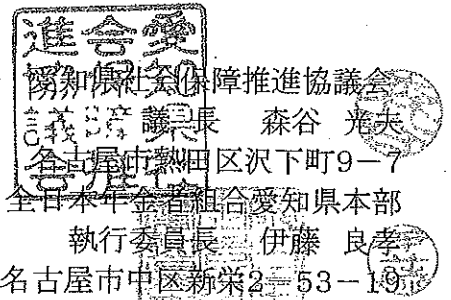 愛知県社会保障推進協議会
議長 森谷 光夫
名古屋市熱田区沢下町9-7
全日本年金者組合愛知県本部
執行委員長 伊藤 良孝
名古屋市中区新栄2-53-19